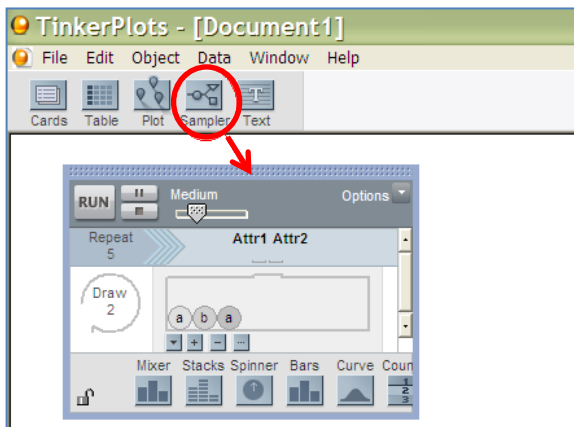 TinkerPlots - [Document1]
File Edit Object Data Window Help
Cards Table Plot Sampler Text
RUN Medium Options
Repeat
5
Attr1 Attr2
Draw
2
a b a
Mixer Stacks Spinner Bars Curve Coun
1
2
3